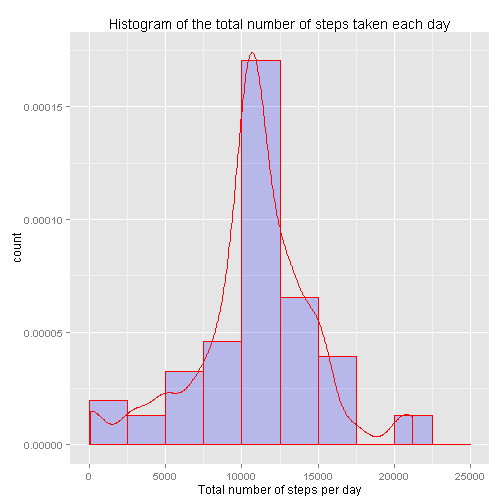 Histogram of the total number of steps taken each day
0.00015
0.00010
0.00005
0.00000
count
0 5000 10000 15000 20000 25000
Total number of steps per day